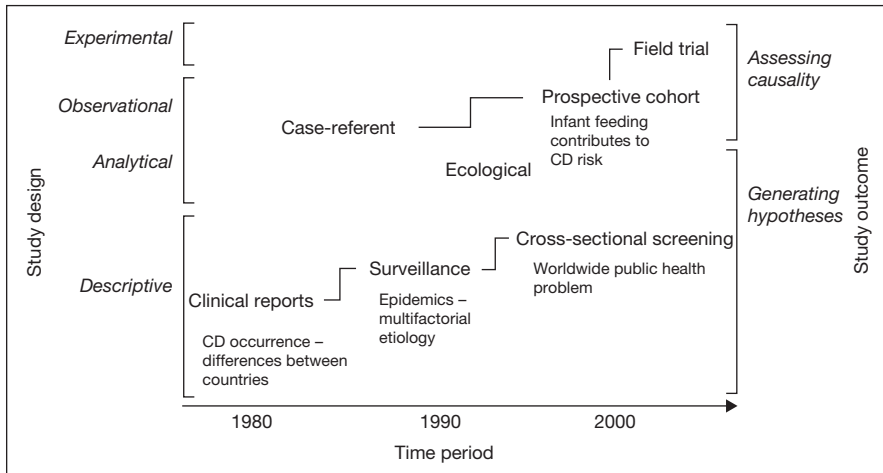 Experimental
Field trial
Assessing
causality
Observational
Prospective cohort
Infant feeding
contributes to
CD risk
Case-referent
Analytical
Ecological
Study design
Generating
hypotheses
Study outcome
Cross-sectional screening
Worldwide public health
problem
Surveillance
Epidemics –
multifactorial
etiology
Descriptive
Clinical reports
CD occurrence –
differences between
countries
1980
1990
2000
Time period